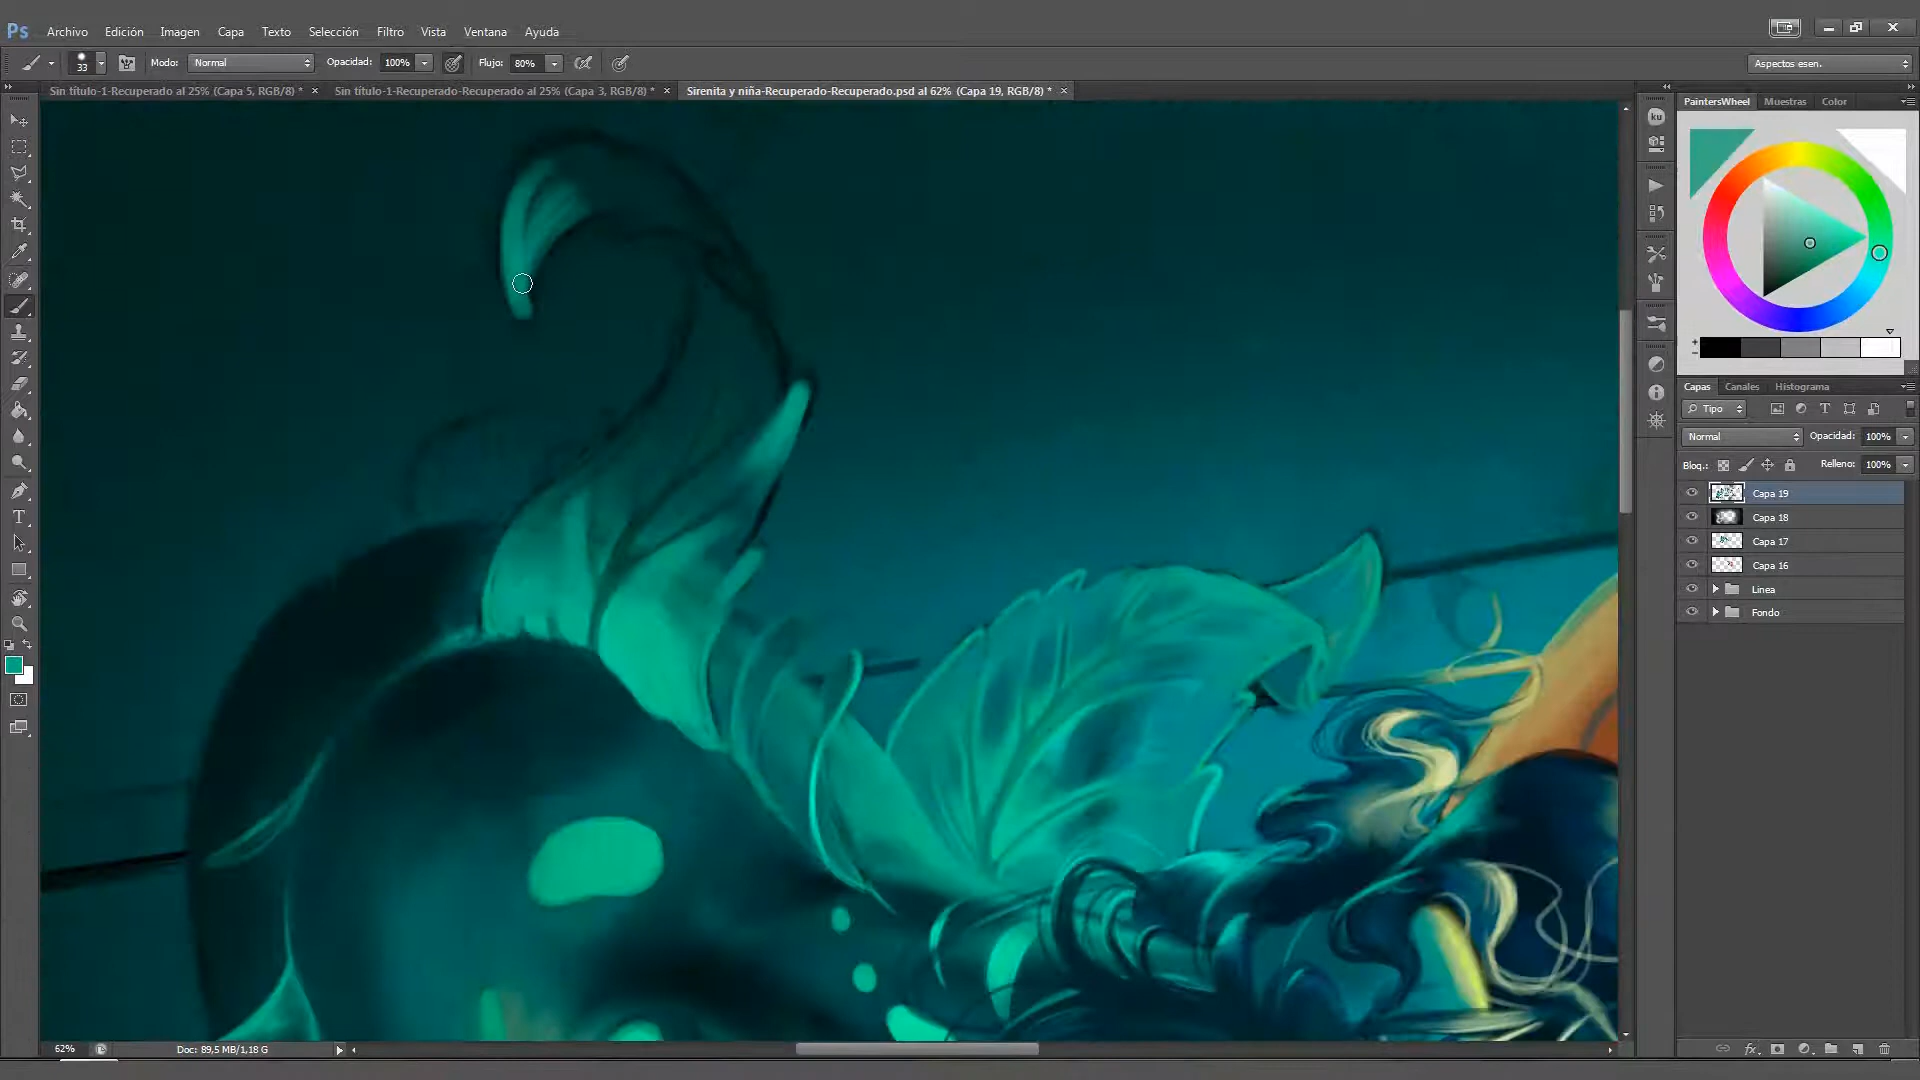 Ps Archivo Edición Imagen Capa Texto Selección Filtro Vista Ventana Ayuda
33 Modo: Normal Opacidad: 100% Flujo: 80% Aspectos esen.
Sin título-1-Recuperado al 25% (Capa 5, RGB/8) * × Sin título-1-Recuperado-Recuperado al 25% (Capa 3, RGB/8) * × Sirenita y niña-Recuperado-Recuperado.psd al 62% (Capa 19, RGB/8) * ×
PaintersWheel Muestras Color
ku
Capas Canales Histograma
Tipo
Normal Opacidad: 100%
Bloq.: Relleno: 100%
Capa 19
Capa 18
Capa 17
Capa 16
Linea
Fondo
62% Doc: 89,5 MB/1,18 G
fx